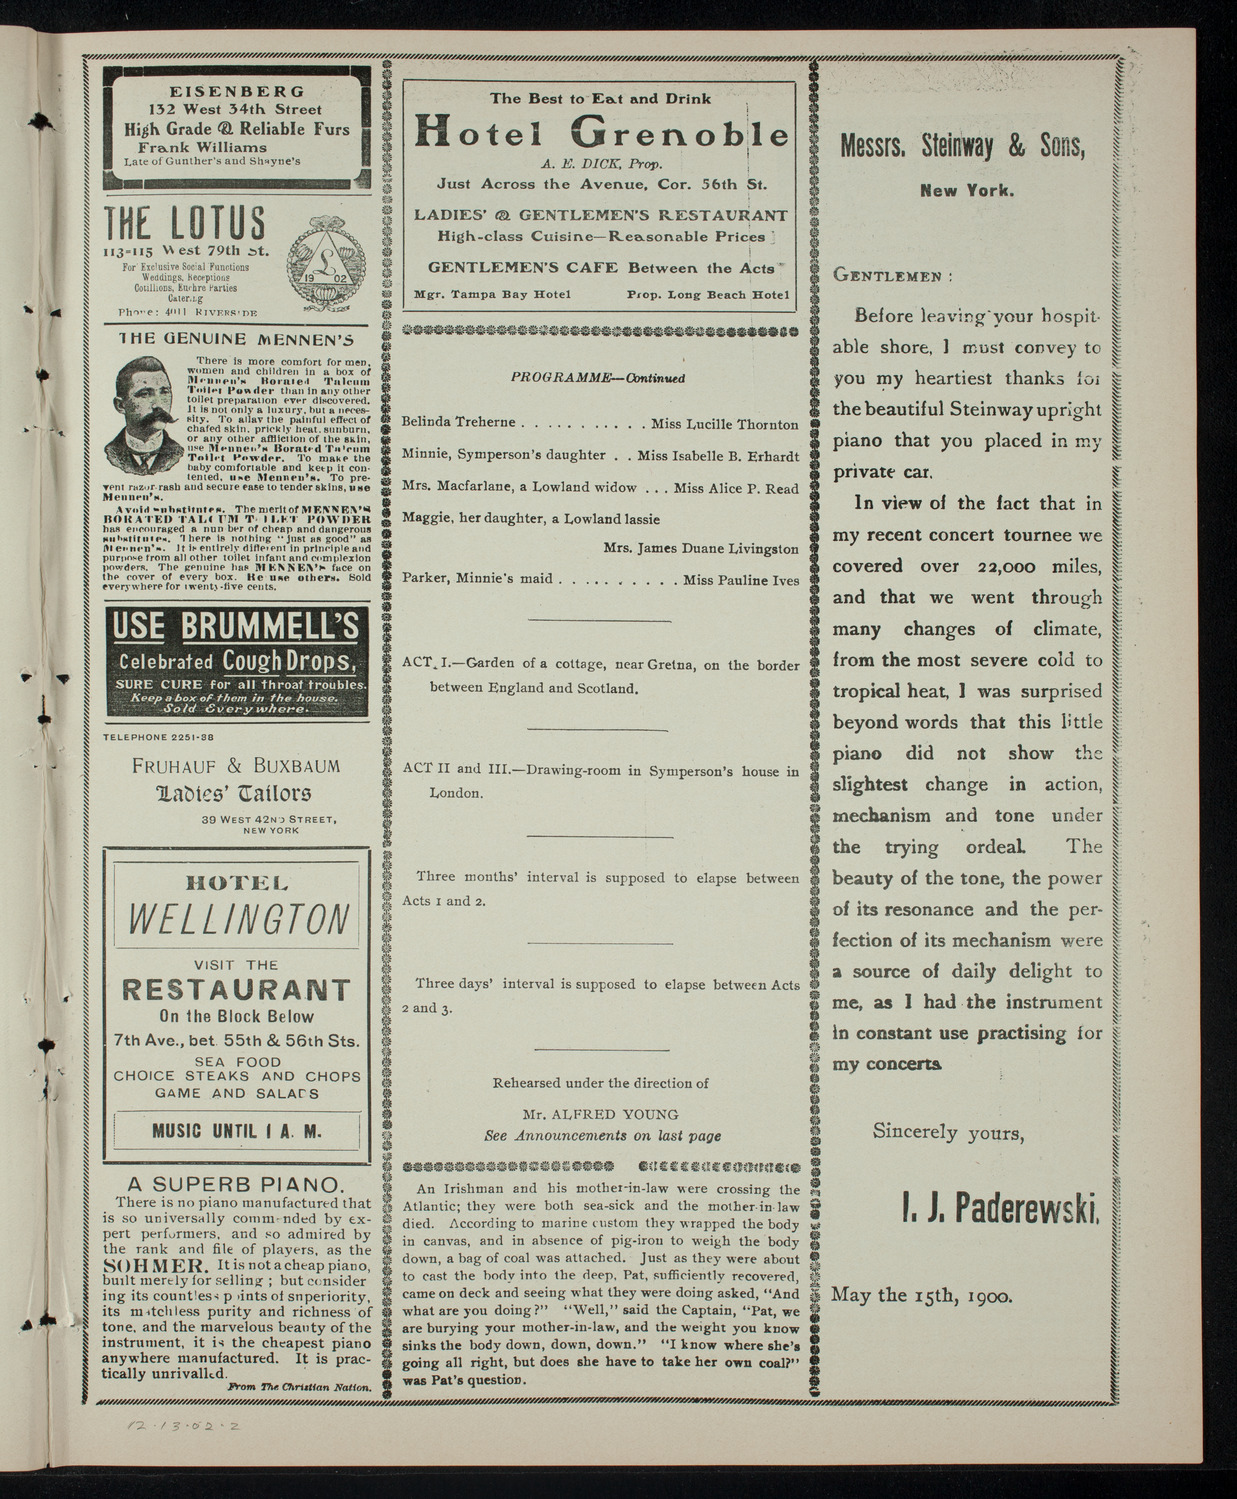 EISENBERG
132 West 34th Street
High Grade & Reliable Furs
Frank Williams
Late of Gunther's and Shayne's
THE LOTUS
113-115 West 79th St.
For Exclusive Social Functions
Weddings, Receptions
Cotillions, Euchre Parties
Catering
Phone: 4011 RIVERSIDE
L
19 02
THE GENUINE MENNEN'S
There is more comfort for men,
women and children in a box of
Mennen's Borated Talcum
Toilet Powder than in any other
toilet preparation ever discovered.
It is not only a luxury, but a neces-
sity. To allay the painful effect of
chafed skin, prickly heat, sunburn,
or any other affliction of the skin,
use Mennen's Borated Talcum
Toilet Powder. To make the
baby comfortable and keep it con-
tented, use Mennen's. To pre-
vent razor-rash and secure ease to tender skins, use
Mennen's.
Avoid substitutes. The merit of MENNEN'S
BORATED TALCUM TOILET POWDER
has encouraged a number of cheap and dangerous
substitutes. There is nothing "just as good" as
Mennen's. It is entirely different in principle and
purpose from all other toilet infant and complexion
powders. The genuine has MENNEN'S face on
the cover of every box. He use others. Sold
everywhere for twenty-five cents.
USE BRUMMELL'S
Celebrated Cough Drops,
SURE CURE for all throat troubles.
Keep a box of them in the house.
Sold Everywhere.
TELEPHONE 2251-38
FRUHAUF & BUXBAUM
Ladies' Tailors
39 WEST 42ND STREET,
NEW YORK
HOTEL
WELLINGTON
VISIT THE
RESTAURANT
On the Block Below
7th Ave., bet. 55th & 56th Sts.
SEA FOOD
CHOICE STEAKS AND CHOPS
GAME AND SALADS
MUSIC UNTIL 1 A. M.
A SUPERB PIANO.
There is no piano manufactured that
is so universally commended by ex-
pert performers, and so admired by
the rank and file of players, as the
SOHMER. It is not a cheap piano,
built merely for selling; but consider
ing its countless points of superiority,
its matchless purity and richness of
tone, and the marvelous beauty of the
instrument, it is the cheapest piano
anywhere manufactured. It is prac-
tically unrivalled.
From The Christian Nation.
The Best to Eat and Drink
Hotel Grenoble
A. E. DICK, Prop.
Just Across the Avenue, Cor. 56th St.
LADIES' & GENTLEMEN'S RESTAURANT
High-class Cuisine—Reasonable Prices
GENTLEMEN'S CAFE Between the Acts
Mgr. Tampa Bay Hotel Prop. Long Beach Hotel
PROGRAMME—Continued
Belinda Treherne . . . . . . . . . . . Miss Lucille Thornton
Minnie, Symperson's daughter . . Miss Isabelle B. Erhardt
Mrs. Macfarlane, a Lowland widow . . . Miss Alice P. Read
Maggie, her daughter, a Lowland lassie
Mrs. James Duane Livingston
Parker, Minnie's maid . . . . . . . . . . Miss Pauline Ives
ACT. I.—Garden of a cottage, near Gretna, on the border
between England and Scotland.
ACT II and III.—Drawing-room in Symperson's house in
London.
Three months' interval is supposed to elapse between
Acts 1 and 2.
Three days' interval is supposed to elapse between Acts
2 and 3.
Rehearsed under the direction of
Mr. ALFRED YOUNG
See Announcements on last page
An Irishman and his mother-in-law were crossing the
Atlantic; they were both sea-sick and the mother-in-law
died. According to marine custom they wrapped the body
in canvas, and in absence of pig-iron to weigh the body
down, a bag of coal was attached. Just as they were about
to cast the body into the deep, Pat, sufficiently recovered,
came on deck and seeing what they were doing asked, "And
what are you doing?" "Well," said the Captain, "Pat, we
are burying your mother-in-law, and the weight you know
sinks the body down, down, down." "I know where she's
going all right, but does she have to take her own coal?"
was Pat's question.
Messrs. Steinway & Sons,
New York.
GENTLEMEN :
Before leaving your hospit-
able shore, I must convey to
you my heartiest thanks for
the beautiful Steinway upright
piano that you placed in my
private car.
In view of the fact that in
my recent concert tournee we
covered over 22,000 miles,
and that we went through
many changes of climate,
from the most severe cold to
tropical heat, I was surprised
beyond words that this little
piano did not show the
slightest change in action,
mechanism and tone under
the trying ordeal. The
beauty of the tone, the power
of its resonance and the per-
fection of its mechanism were
a source of daily delight to
me, as I had the instrument
in constant use practising for
my concerts
Sincerely yours,
I. J. Paderewski.
May the 15th, 1900.
12-13-02-2